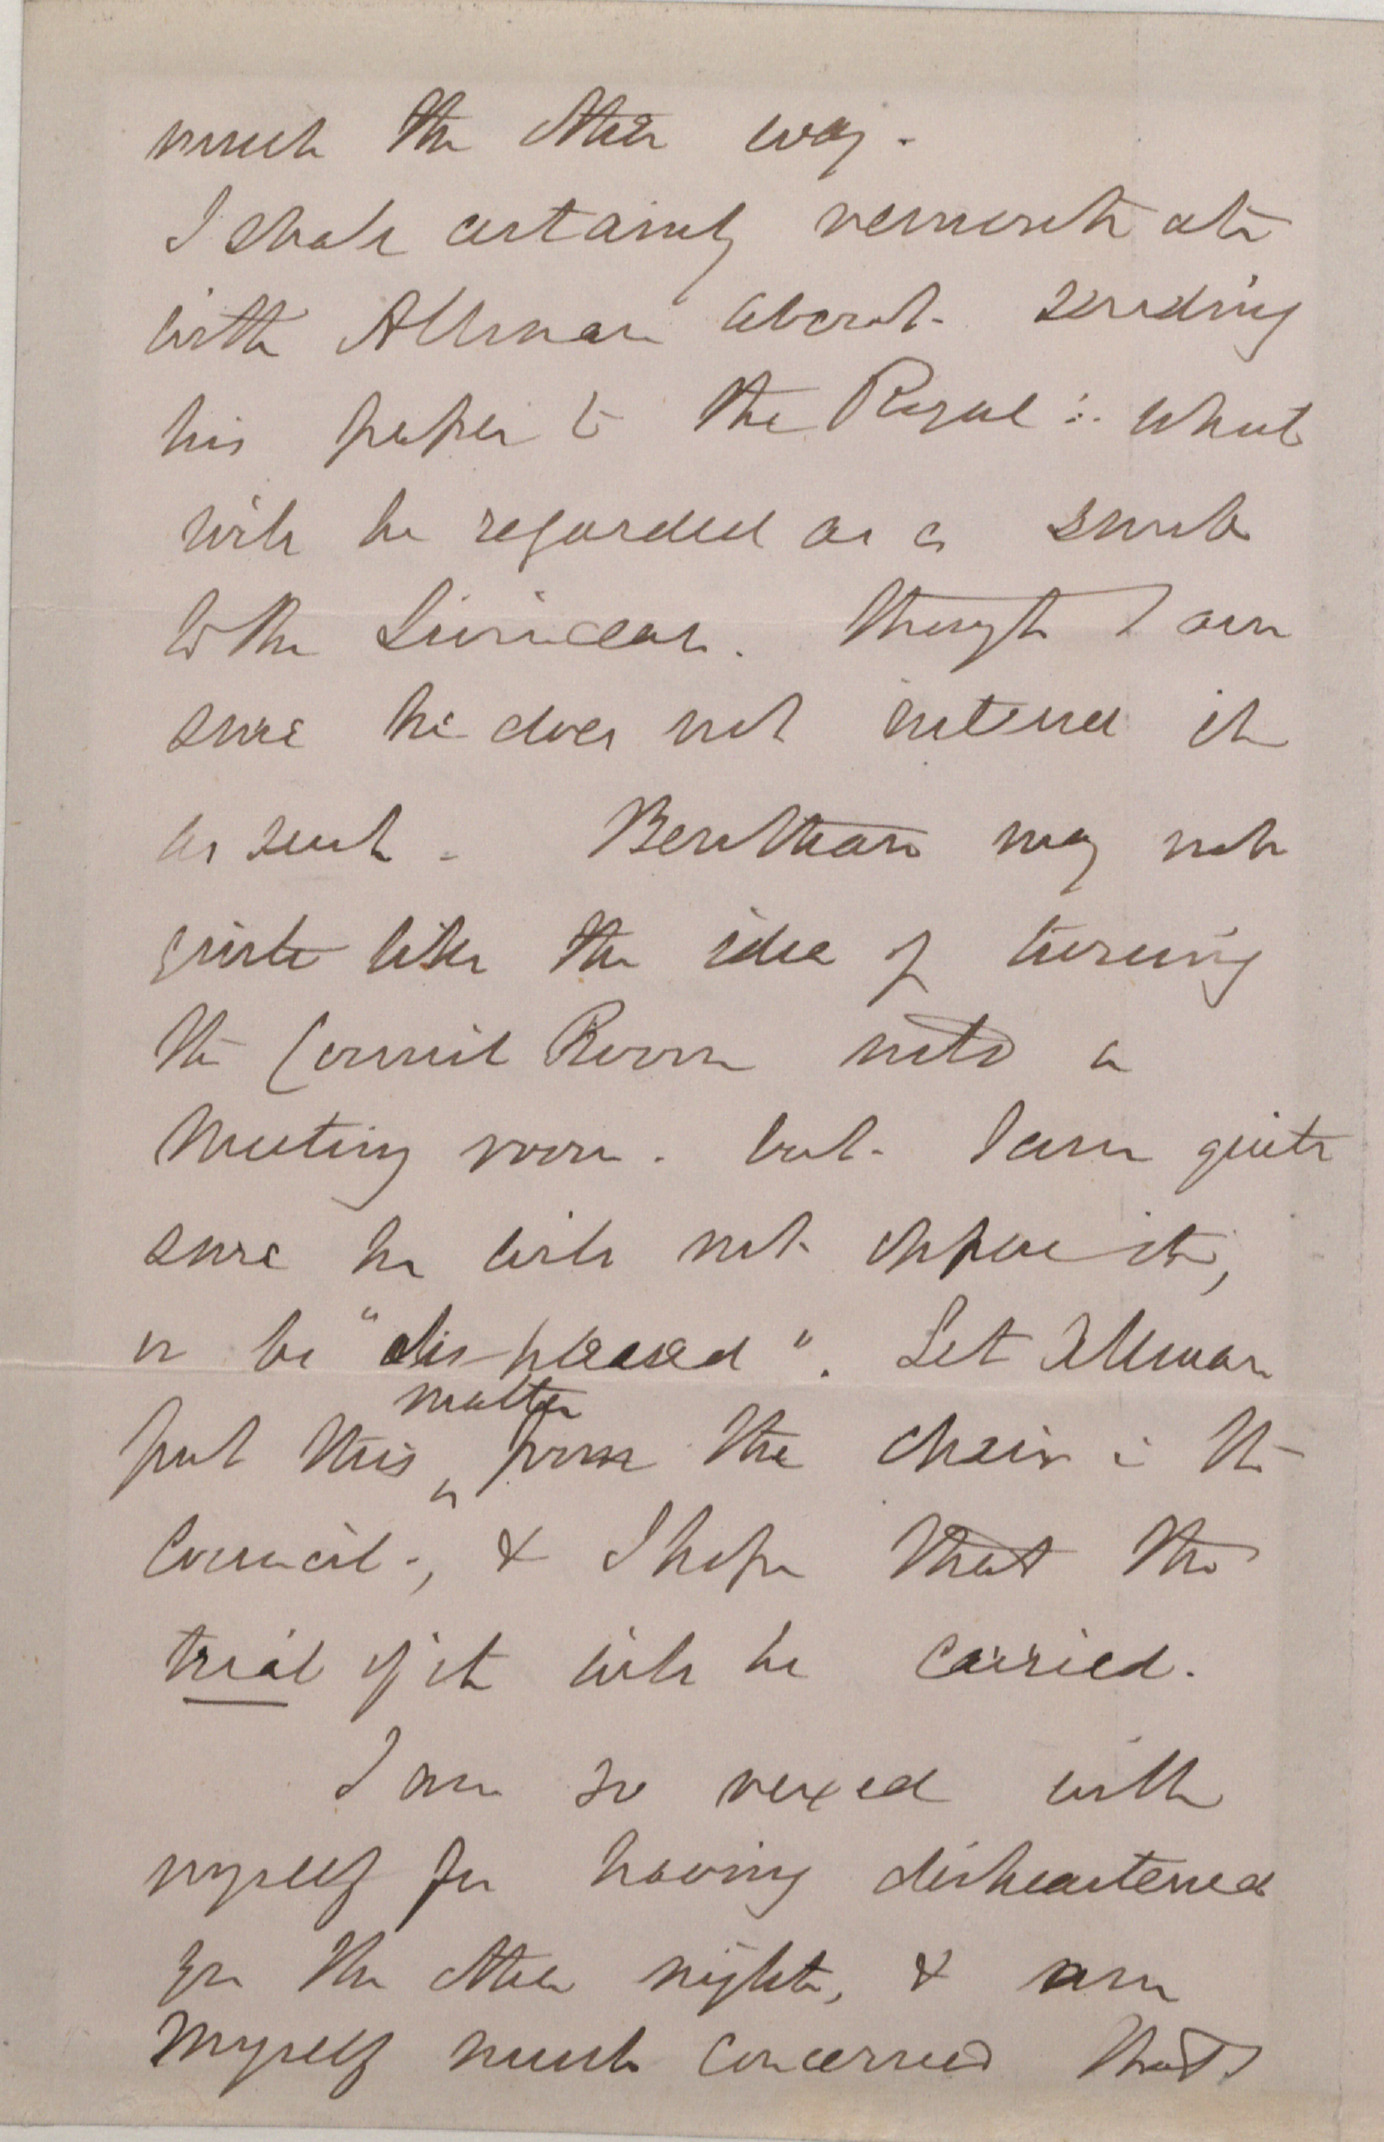 much the other way.
I shall certainly remonstrate
with Allman about sending
his paper to the Royal: what
will be regarded as a snub
to the Linnean. though I am
sure he does not intend it
as such. Bentham may not
quite like the idea of turning
the Council Room into a
Meeting room. but I am quite
sure he will not oppose it,
or be "dis-pleased". Let Allman
put this matter from the chair in the
Council, & I hope that the
trial of it will be carried.
I am so vexed with
myself for having disheartened
you the other night, & am
myself much concerned that